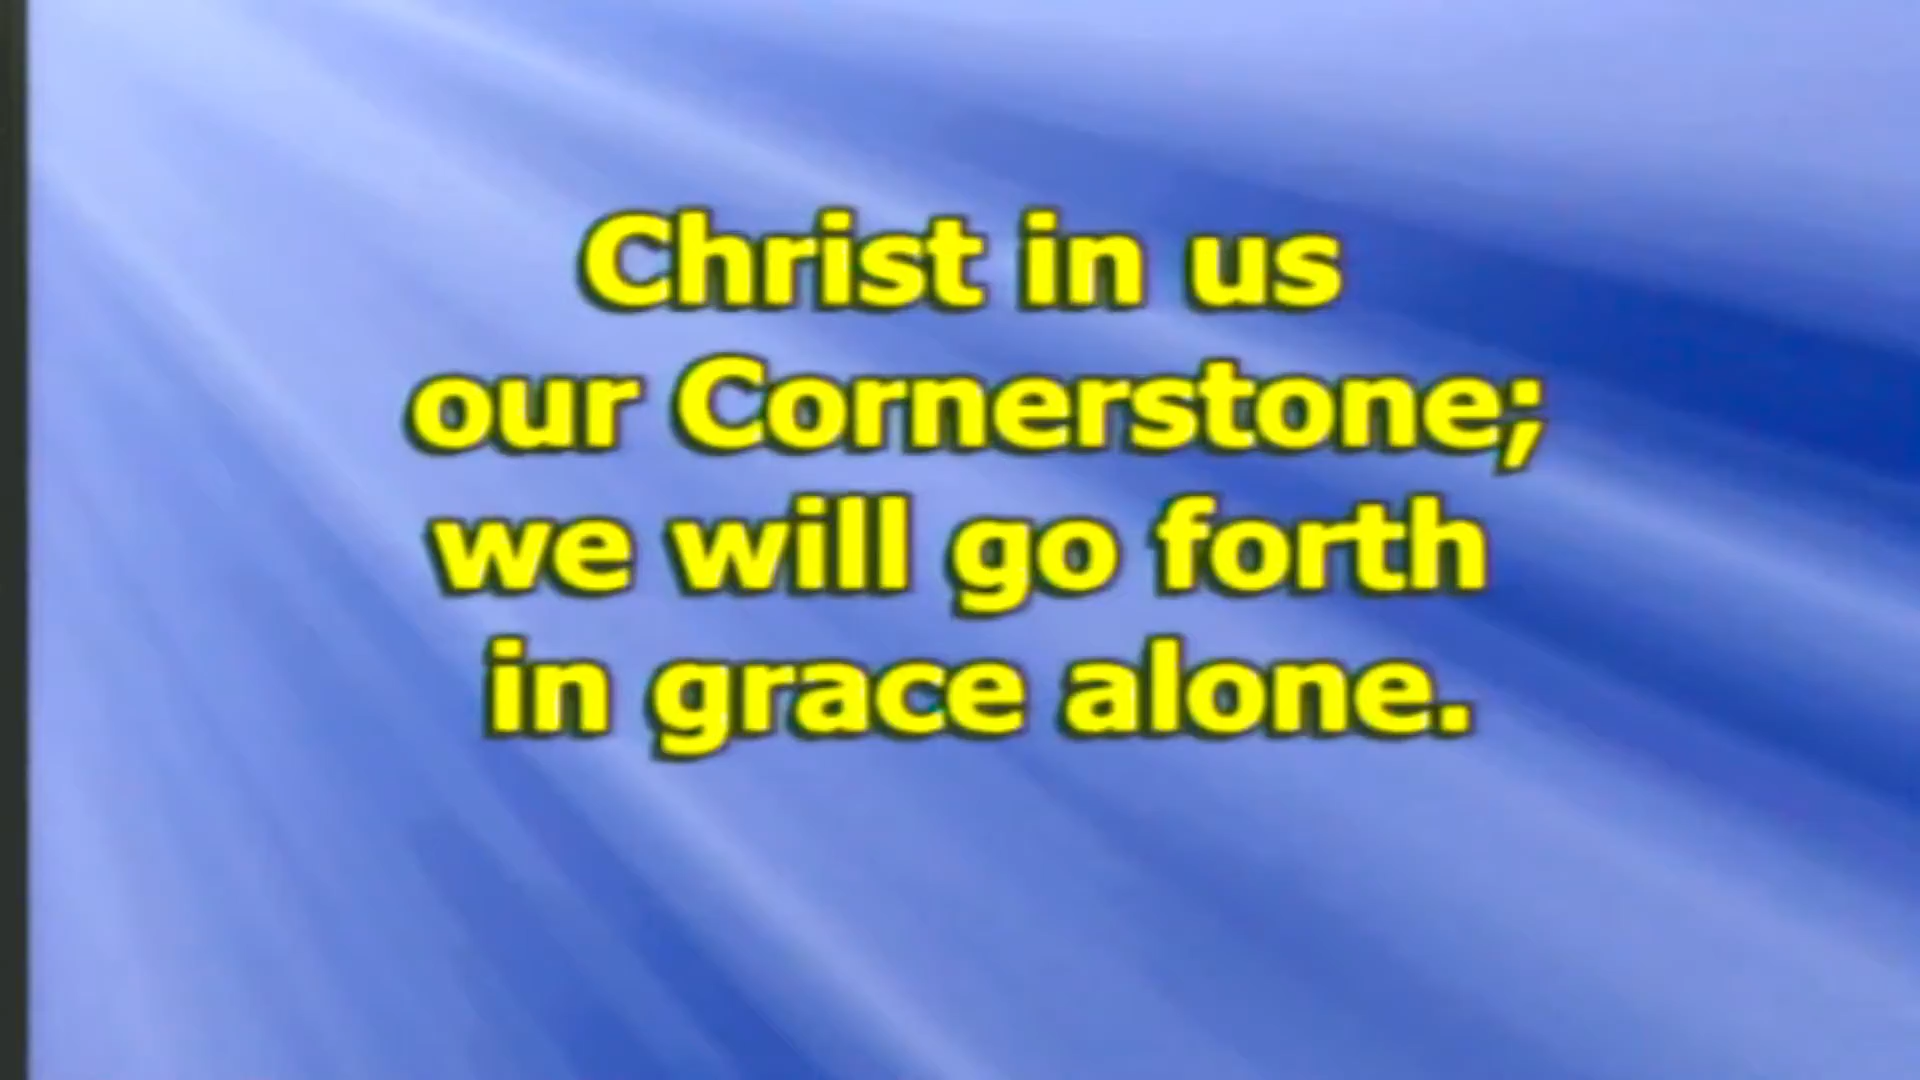 Christ in us
our Cornerstone;
we will go forth
in grace alone.